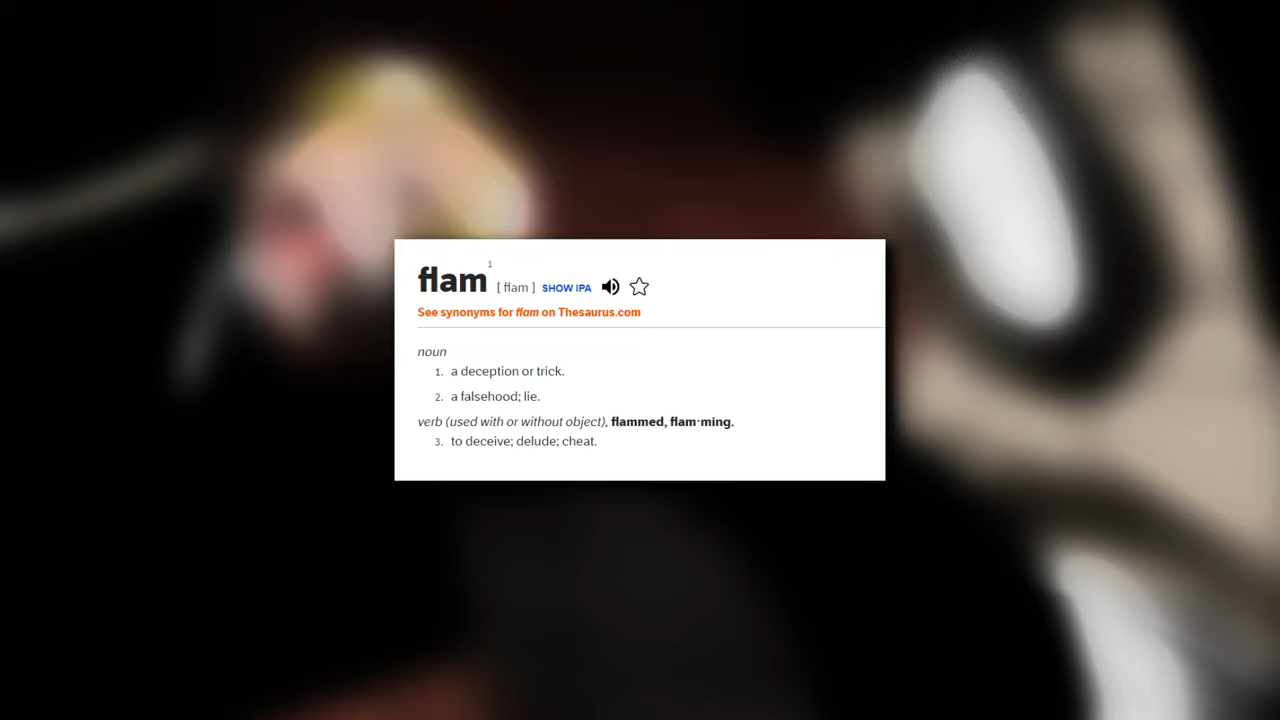 flam 1 [ flam ] SHOW IPA
See synonyms for flam on Thesaurus.com
noun
1. a deception or trick.
2. a falsehood; lie.
verb (used with or without object), flammed, flam·ming.
3. to deceive; delude; cheat.